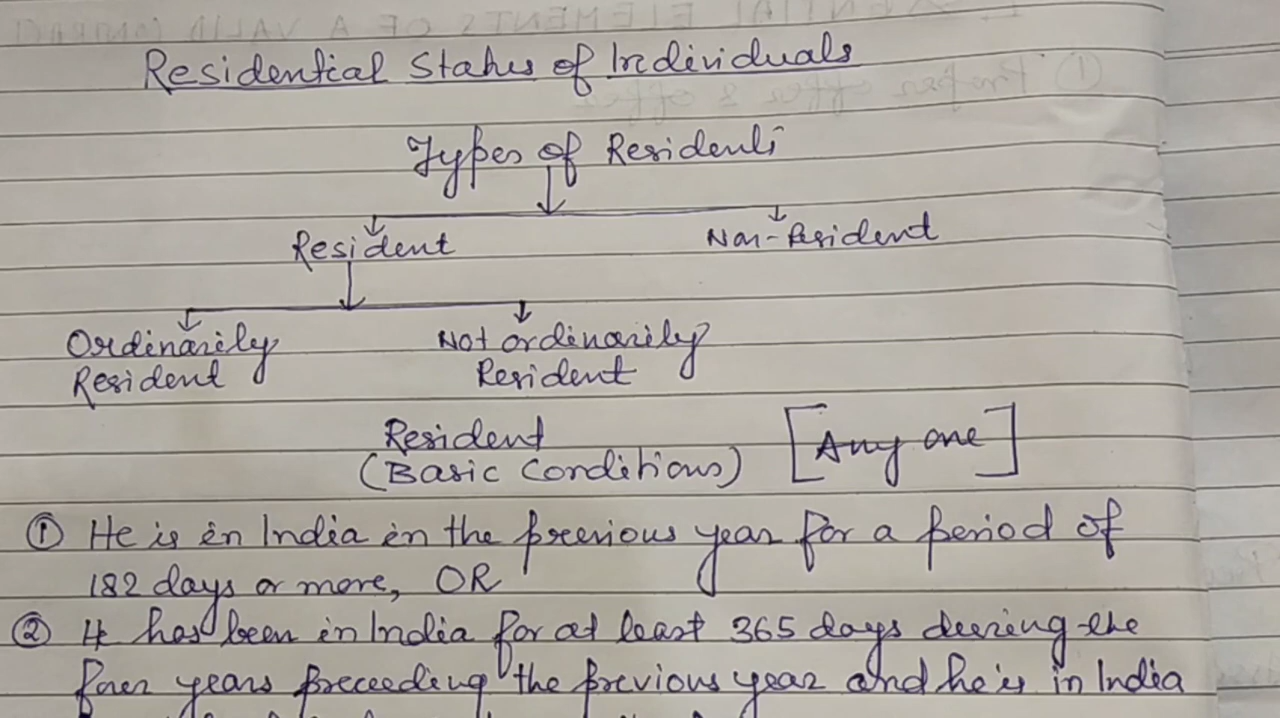 Residential Status of Individuals
Types of Residents
Resident
Non-Resident
Ordinarily
Resident
Not ordinarily
Resident
Resident
(Basic Conditions) [Any one]
① He is in India in the previous year for a period of
182 days or more, OR
② He has been in India for at least 365 days during the
four years preceeding the previous year and he is in India